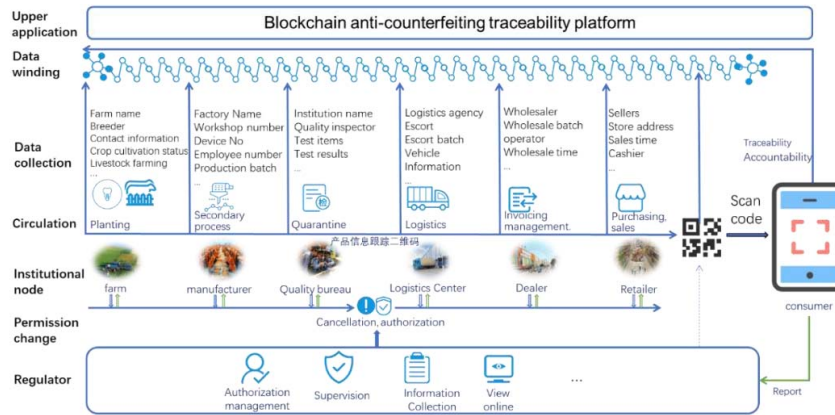 Upper
application
Blockchain anti-counterfeiting traceability platform
Data
winding
Data
collection
Farm name
Breeder
Contact information
Crop cultivation status
Livestock farming
...
Factory Name
Workshop number
Device No
Employee number
Production batch
...
Institution name
Quality inspector
Test items
Test results
...
Logistics agency
Escort
Escort batch
Vehicle
Information
...
Wholesaler
Wholesale batch
operator
Wholesale time
...
Sellers
Store address
Sales time
Cashier
...
Traceability
Accountability
Circulation
Planting
Secondary
process
检
Quarantine
Logistics
Invoicing
management.
Purchasing,
sales
Scan
code
产品信息跟踪二维码
Institutional
node
farm
manufacturer
Quality bureau
Logistics Center
Dealer
Retailer
consumer
Permission
change
Cancellation, authorization
Regulator
Authorization
management
Supervision
Information
Collection
View
online
...
Report